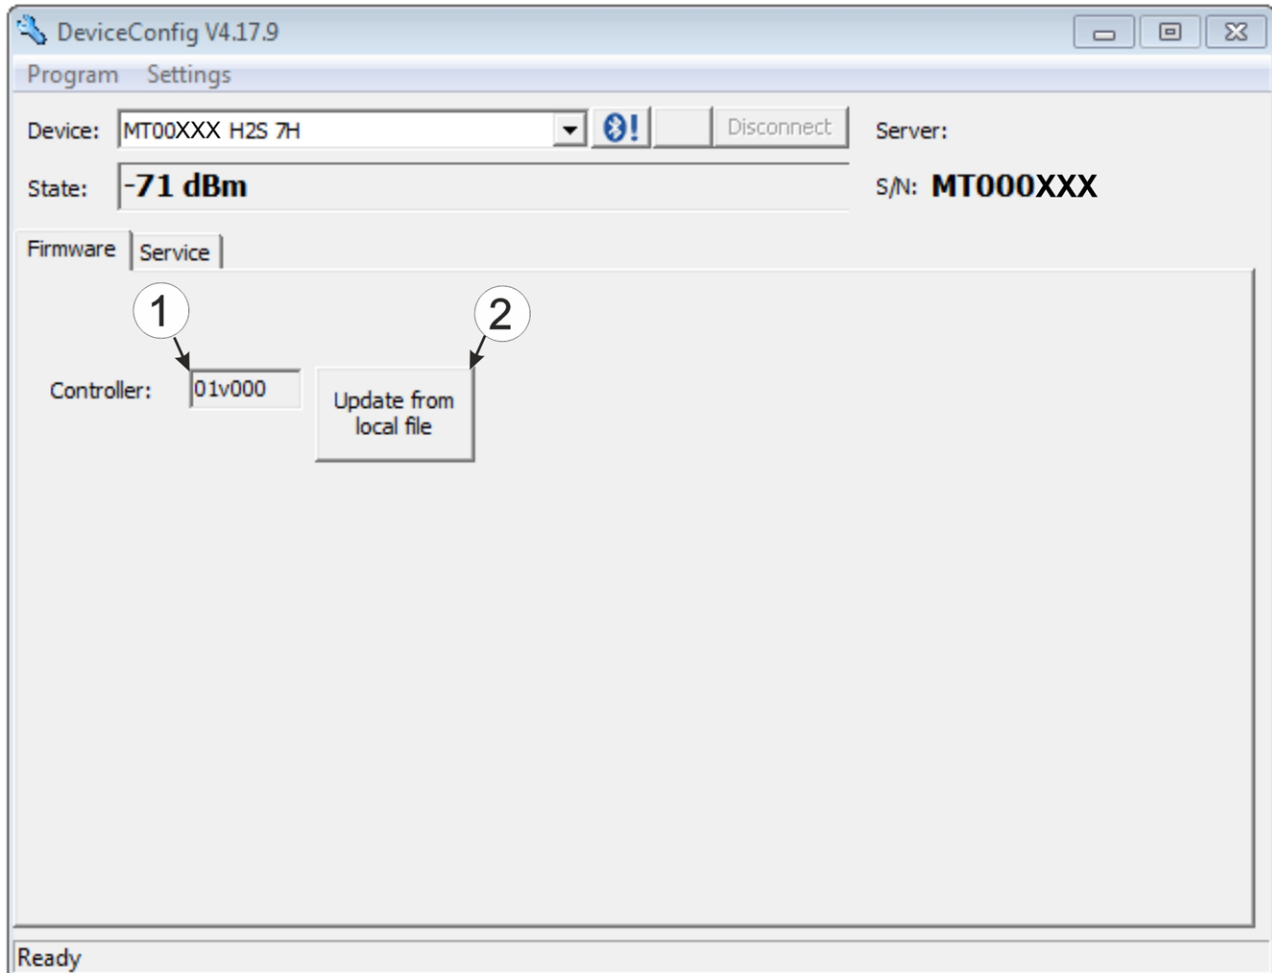 DeviceConfig V4.17.9
Program Settings
Device: MT00XXX H2S 7H Disconnect Server:
State: -71 dBm S/N: MT000XXX
Firmware Service
1 2
Controller: 01v000 Update from
local file
Ready